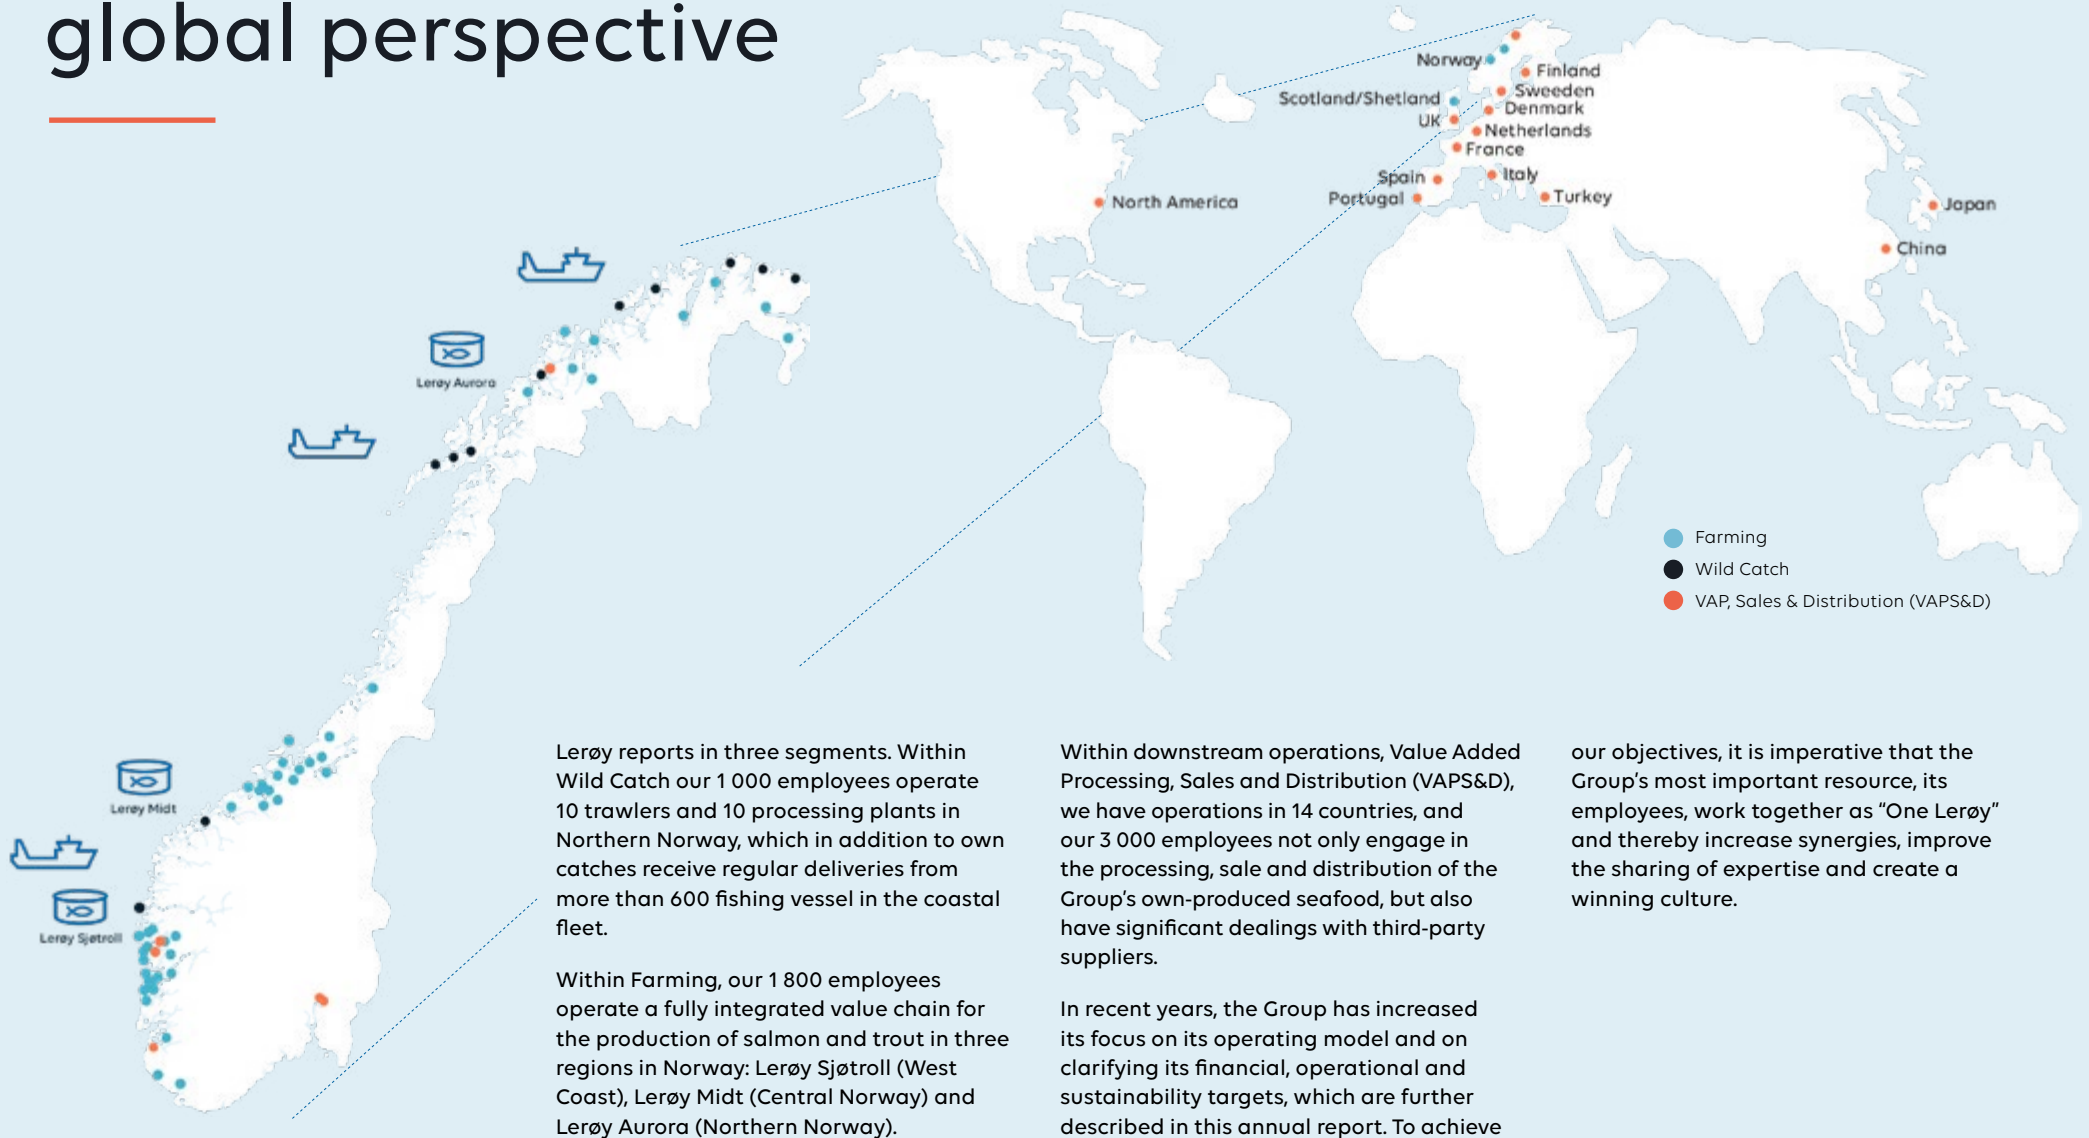 global perspective
Norway
Finland
Scotland/Shetland
Sweeden
Denmark
UK
Netherlands
France
Spain
Italy
Portugal
Turkey
North America
Japan
China
Lerøy Aurora
Farming
Wild Catch
VAP, Sales & Distribution (VAPS&D)
Lerøy Midt
Lerøy Sjøtroll
Lerøy reports in three segments. Within
Wild Catch our 1 000 employees operate
10 trawlers and 10 processing plants in
Northern Norway, which in addition to own
catches receive regular deliveries from
more than 600 fishing vessel in the coastal
fleet.
Within Farming, our 1 800 employees
operate a fully integrated value chain for
the production of salmon and trout in three
regions in Norway: Lerøy Sjøtroll (West
Coast), Lerøy Midt (Central Norway) and
Lerøy Aurora (Northern Norway).
Within downstream operations, Value Added
Processing, Sales and Distribution (VAPS&D),
we have operations in 14 countries, and
our 3 000 employees not only engage in
the processing, sale and distribution of the
Group's own-produced seafood, but also
have significant dealings with third-party
suppliers.
In recent years, the Group has increased
its focus on its operating model and on
clarifying its financial, operational and
sustainability targets, which are further
described in this annual report. To achieve
our objectives, it is imperative that the
Group's most important resource, its
employees, work together as “One Lerøy”
and thereby increase synergies, improve
the sharing of expertise and create a
winning culture.